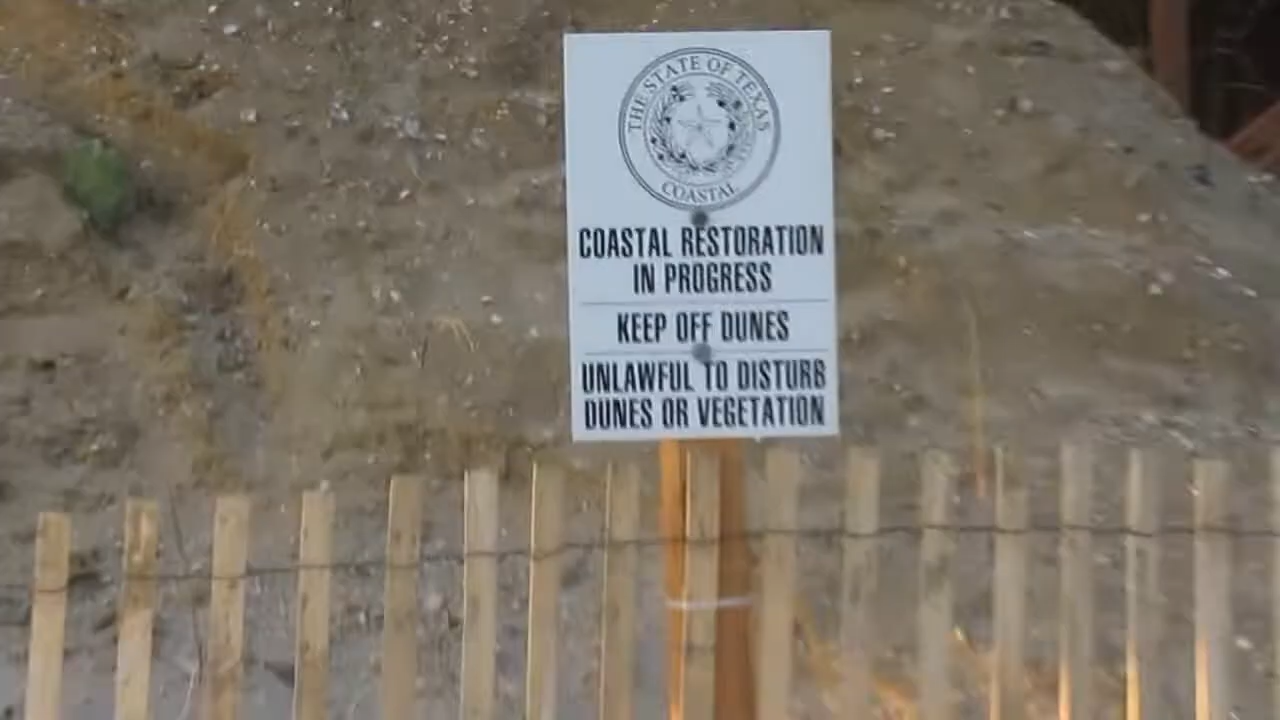 THE STATE OF TEXAS
COASTAL
COASTAL RESTORATION
IN PROGRESS
KEEP OFF DUNES
UNLAWFUL TO DISTURB
DUNES OR VEGETATION